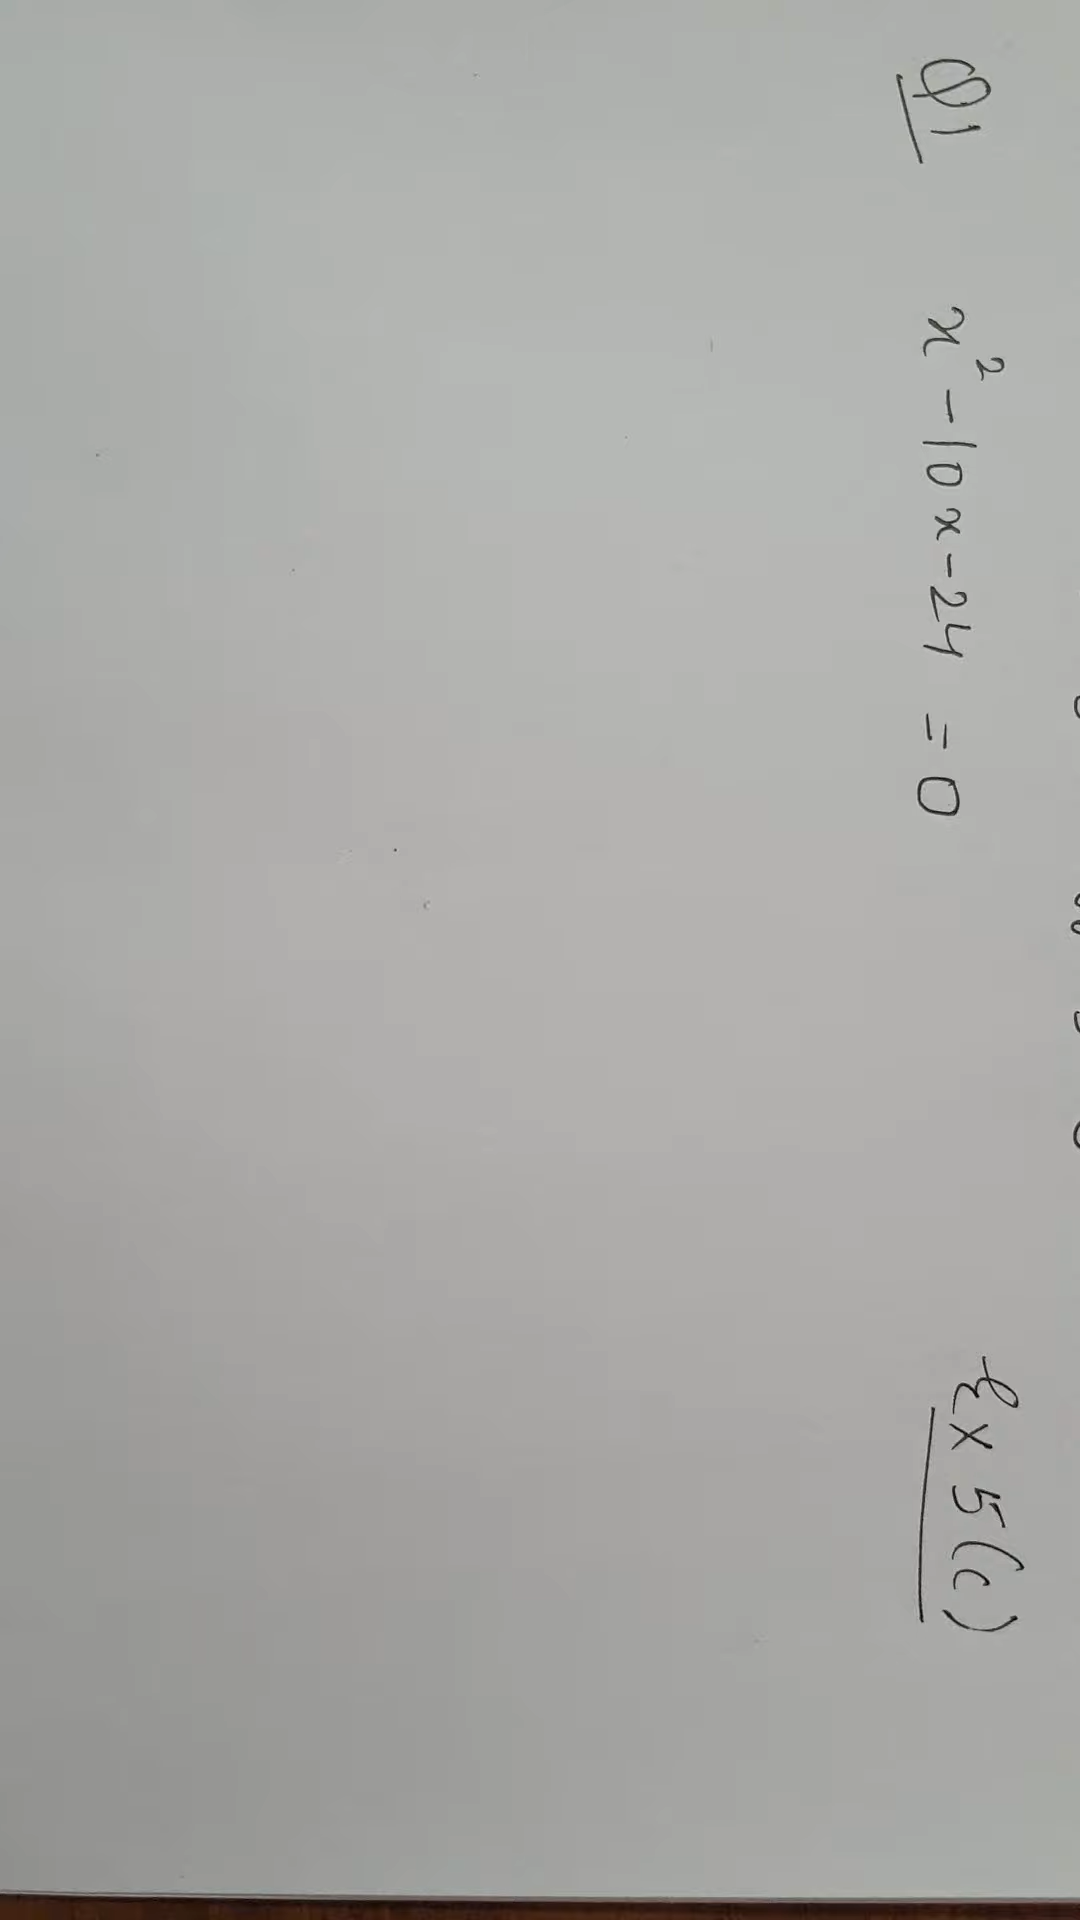 Ex 5(c)
Q1 x² - 10x - 24 = 0